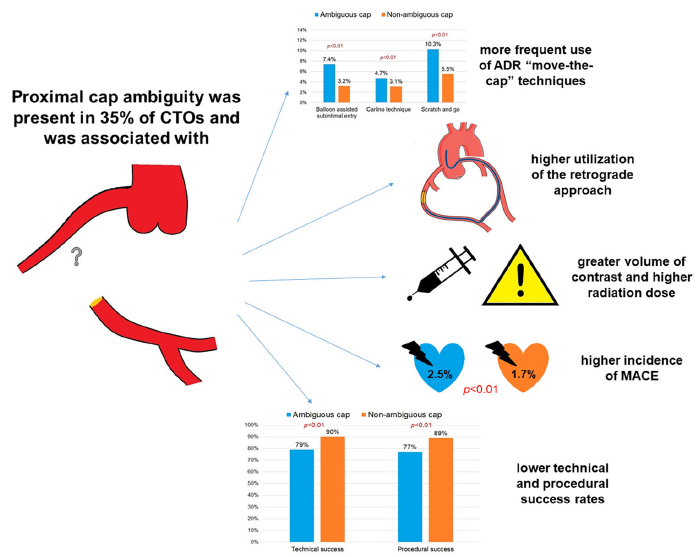 Proximal cap ambiguity was
present in 35% of CTOs and
was associated with
?
Ambiguous cap Non-ambiguous cap
14%
12%
10%
8%
6%
4%
2%
0%
p<0.01
7.4%
3.2%
p<0.01
4.7%
3.1%
p<0.01
10.3%
5.5%
Balloon assisted
subintimal entry
Carlino technique
Scratch and go
more frequent use
of ADR “move-the-
cap” techniques
higher utilization
of the retrograde
approach
!
greater volume of
contrast and higher
radiation dose
2.5%
1.7%
p<0.01
higher incidence
of MACE
Ambiguous cap Non-ambiguous cap
100%
90%
80%
70%
60%
50%
40%
30%
20%
10%
0%
p<0.01
79%
90%
p<0.01
77%
89%
Technical success
Procedural success
lower technical
and procedural
success rates